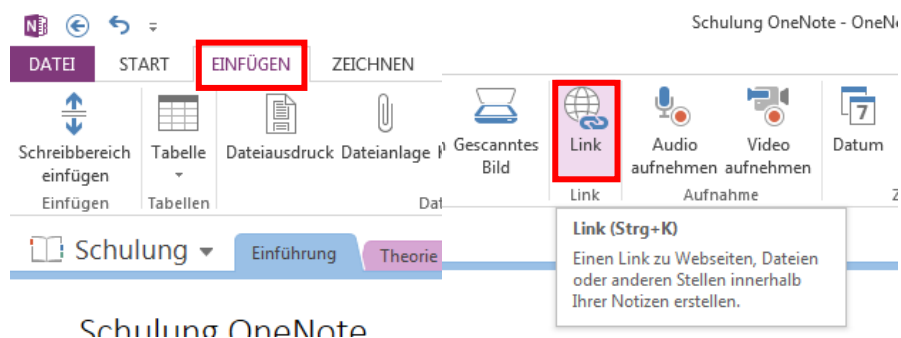 Schulung OneNote - OneNo
DATEI START EINFÜGEN ZEICHNEN
Schreibbereich einfügen
Tabelle
Dateiausdruck
Dateianlage
Gescanntes Bild
Link
Audio aufnehmen
Video aufnehmen
7
Datum
Einfügen
Tabellen
Dat
Link
Aufnahme
Z
Schulung
Einführung
Theorie
Link (Strg+K)
Einen Link zu Webseiten, Dateien
oder anderen Stellen innerhalb
Ihrer Notizen erstellen.
Schulung OneNote